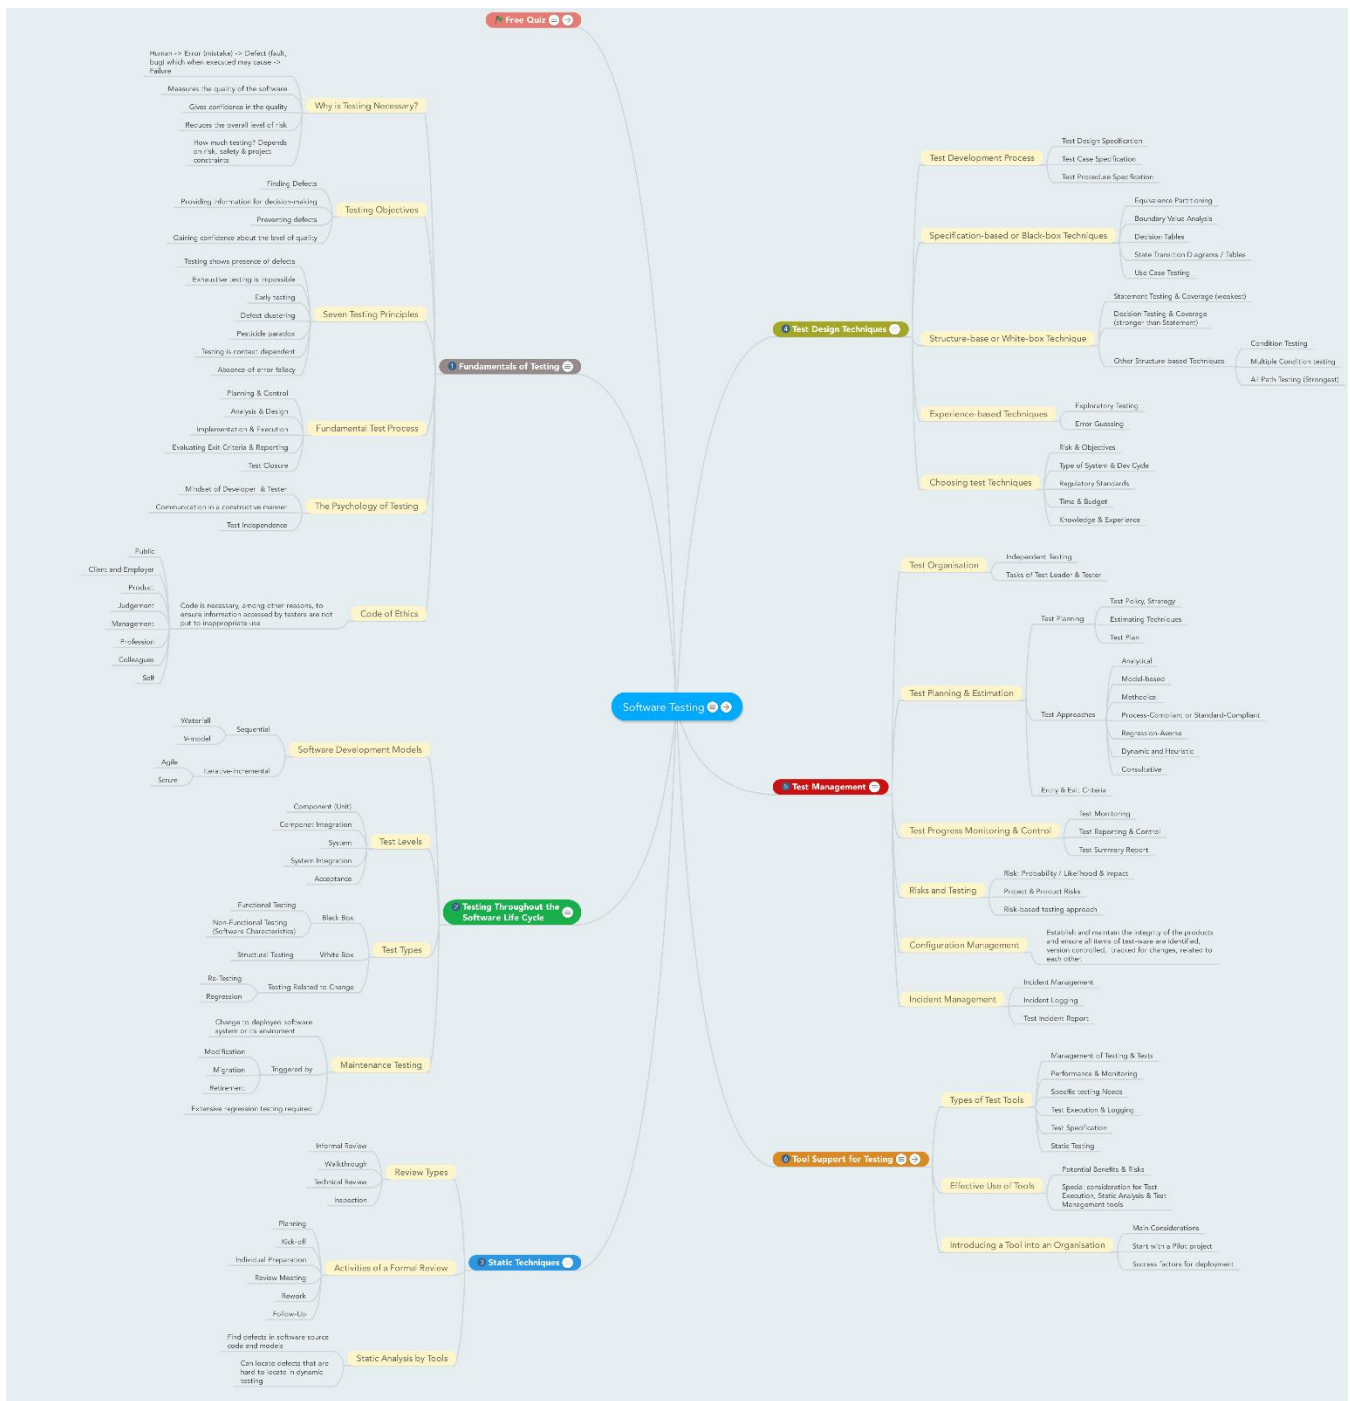 Free Quiz
Human -> Error (mistake) -> Defect (fault,
bug) which when executed may cause ->
Failure
Measures the quality of the software
Gives confidence in the quality
Reduces the overall level of risk
How much testing? Depends
on risk, safety & project
constraints
Why is Testing Necessary?
Finding Defects
Providing information for decision-making
Preventing defects
Gaining confidence about the level of quality
Testing Objectives
Testing shows presence of defects
Exhaustive testing is impossible
Early testing
Defect clustering
Pesticide paradox
Testing is context dependent
Absence-of-error fallacy
Seven Testing Principles
1 Fundamentals of Testing
Planning & Control
Analysis & Design
Implementation & Execution
Evaluating Exit Criteria & Reporting
Test Closure
Fundamental Test Process
Mindset of Developer & Tester
Communication in a constructive manner
Test Independence
The Psychology of Testing
Public
Client and Employer
Product
Judgement
Management
Profession
Colleagues
Self
Code is necessary, among other reasons, to
ensure information accessed by testers are not
put to inappropriate use
Code of Ethics
Software Testing
Waterfall
V-model
Sequential
Agile
Scrum
Iterative-Incremental
Software Development Models
Component (Unit)
Componet Integration
System
System Integration
Acceptance
Test Levels
2 Testing Throughout the
Software Life Cycle
Functional Testing
Non-Functional Testing
(Software Characteristics)
Black Box
Structural Testing
White Box
Re-Testing
Regression
Testing Related to Change
Test Types
Change to deployed software
system or its enviroment
Modification
Migration
Retirement
Triggered by
Extensive regression testing required
Maintenance Testing
Informal Review
Walkthrough
Technical Review
Inspection
Review Types
Planning
Kick-off
Individual Preparation
Review Meeting
Rework
Follow-Up
Activities of a Formal Review
3 Static Techniques
Find defects in software source
code and models
Can locate defects that are
hard to locate in dynamic
testing
Static Analysis by Tools
4 Test Design Techniques
Test Development Process
Test Design Specification
Test Case Specification
Test Procedure Specification
Specification-based or Black-box Techniques
Equivalence Partitioning
Boundary Value Analysis
Decision Tables
State Transition Diagrams / Tables
Use Case Testing
Structure-base or White-box Technique
Statement Testing & Coverage (weakest)
Decision Testing & Coverage
(stronger than Statement)
Other Structure-based Techniques
Condition Testing
Multiple Condition testing
All Path Testing (Strongest)
Experience-based Techniques
Exploratory Testing
Error Guessing
Choosing test Techniques
Risk & Objectives
Type of System & Dev Cycle
Regulatory Standards
Time & Budget
Knowledge & Experience
5 Test Management
Test Organisation
Independent Testing
Tasks of Test Leader & Tester
Test Planning & Estimation
Test Planning
Test Policy, Strategy
Estimating Techniques
Test Plan
Test Approaches
Analytical
Model-based
Methodical
Process-Compliant or Standard-Compliant
Regression-Averse
Dynamic and Heuristic
Consultative
Entry & Exit Criteria
Test Progress Monitoring & Control
Test Monitoring
Test Reporting & Control
Test Summary Report
Risks and Testing
Risk: Probability / Likelihood & Impact
Project & Product Risks
Risk-based testing approach
Configuration Management
Establish and maintain the integrity of the products
and ensure all items of test-ware are identified,
version controlled, tracked for changes, related to
each other.
Incident Management
Incident Management
Incident Logging
Test Incident Report
6 Tool Support for Testing
Types of Test Tools
Management of Testing & Tests
Performance & Monitoring
Specific testing Needs
Test Execution & Logging
Test Specification
Static Testing
Effective Use of Tools
Potential Benefits & Risks
Special consideration for Test
Execution, Static Analysis & Test
Management tools
Introducing a Tool into an Organisation
Main Considerations
Start with a Pilot project
Success factors for deployment